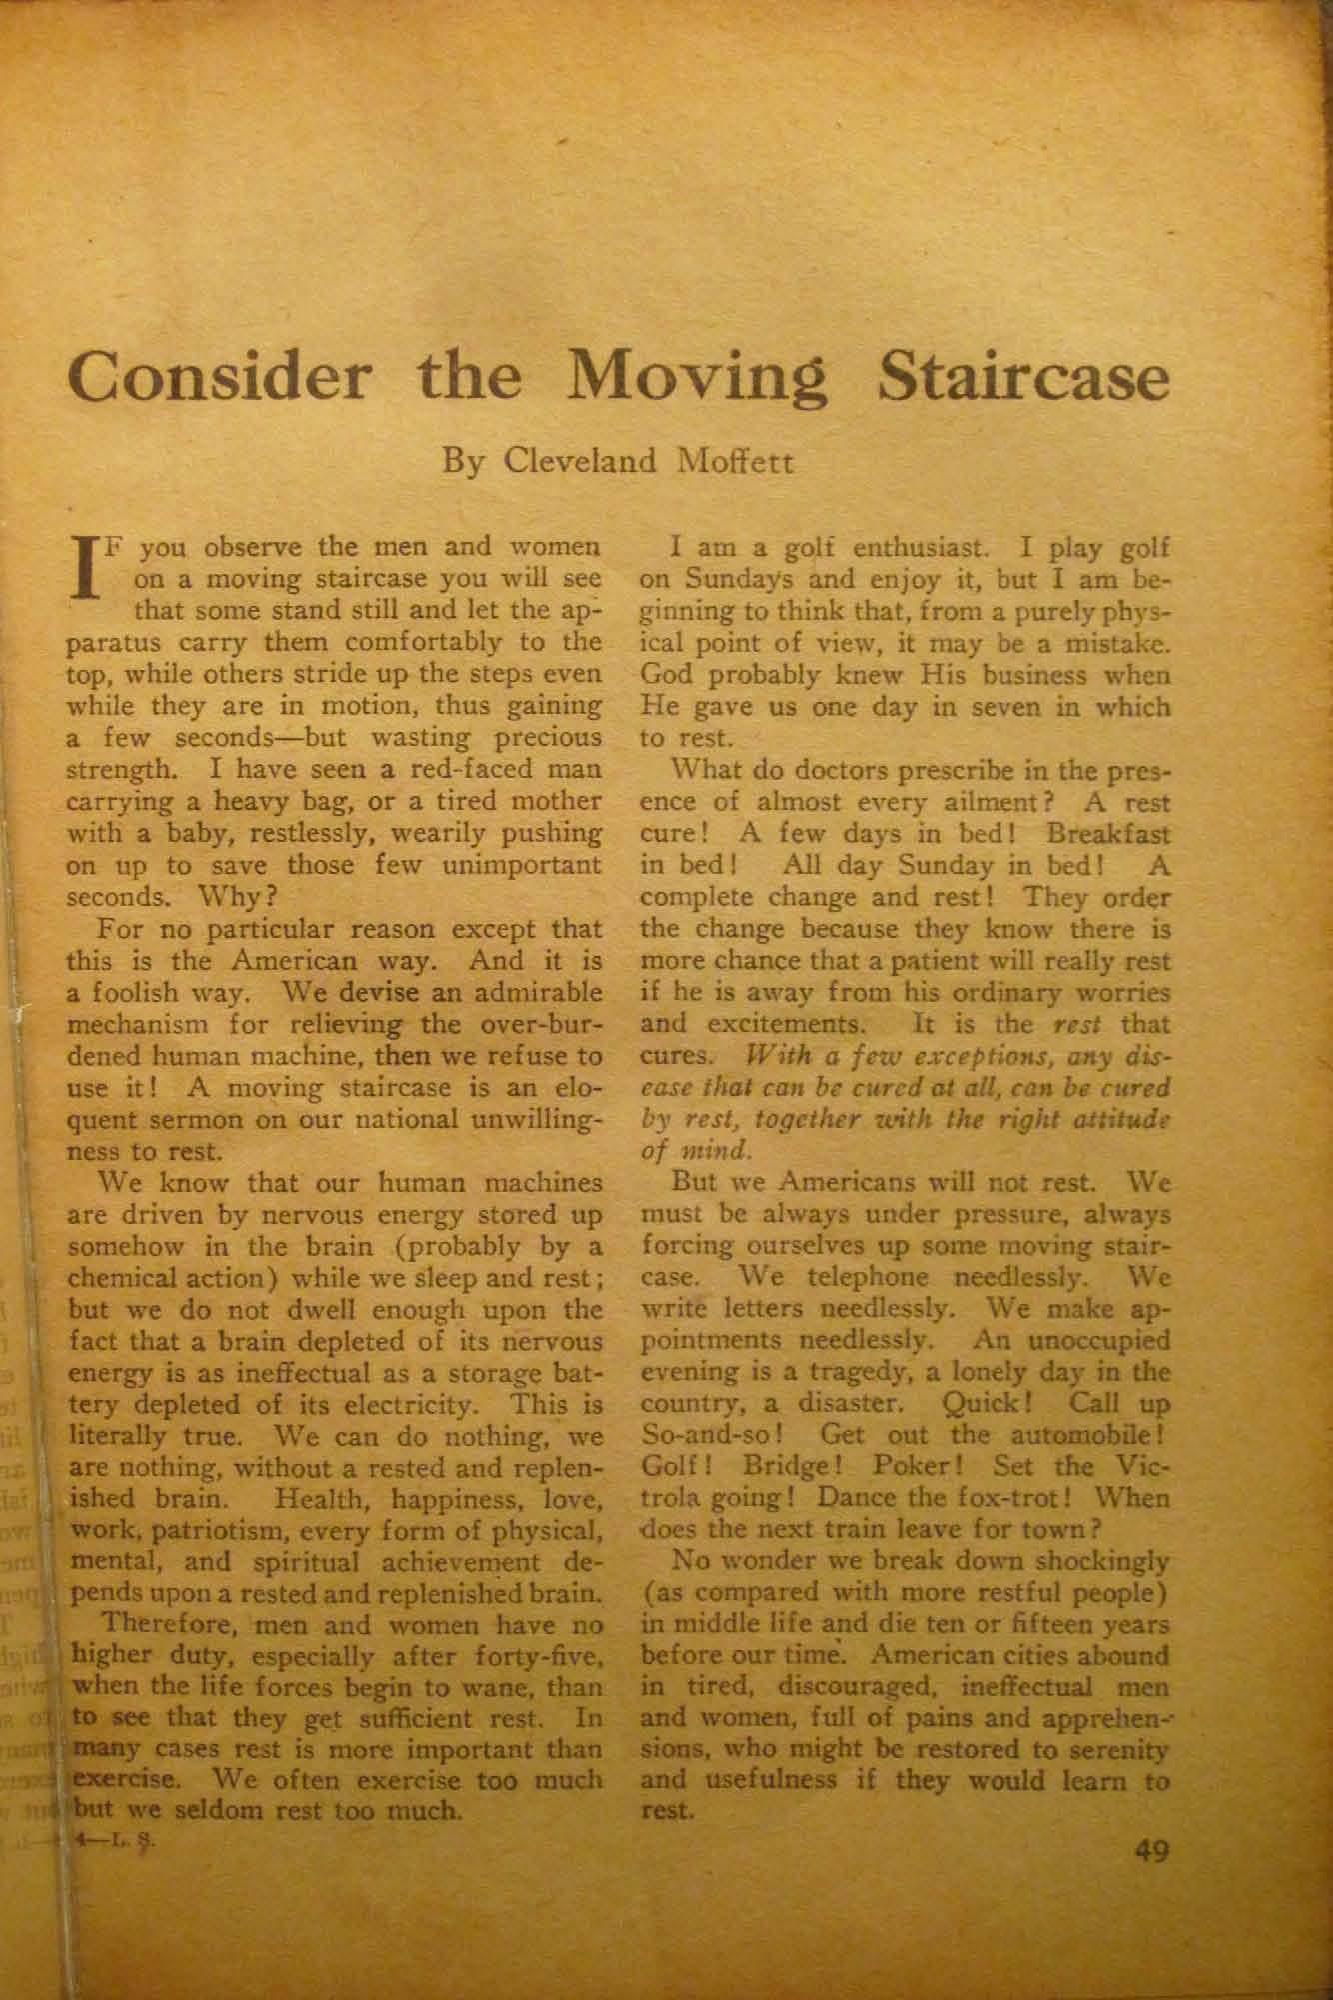 Consider the Moving Staircase
By Cleveland Moffett
IF you observe the men and women
on a moving staircase you will see
that some stand still and let the ap-
paratus carry them comfortably to the
top, while others stride up the steps even
while they are in motion, thus gaining
a few seconds—but wasting precious
strength. I have seen a red-faced man
carrying a heavy bag, or a tired mother
with a baby, restlessly, wearily pushing
on up to save those few unimportant
seconds. Why?
For no particular reason except that
this is the American way. And it is
a foolish way. We devise an admirable
mechanism for relieving the over-bur-
dened human machine, then we refuse to
use it! A moving staircase is an elo-
quent sermon on our national unwilling-
ness to rest.
We know that our human machines
are driven by nervous energy stored up
somehow in the brain (probably by a
chemical action) while we sleep and rest;
but we do not dwell enough upon the
fact that a brain depleted of its nervous
energy is as ineffectual as a storage bat-
tery depleted of its electricity. This is
literally true. We can do nothing, we
are nothing, without a rested and replen-
ished brain. Health, happiness, love,
work, patriotism, every form of physical,
mental, and spiritual achievement de-
pends upon a rested and replenished brain.
Therefore, men and women have no
higher duty, especially after forty-five,
when the life forces begin to wane, than
to see that they get sufficient rest. In
many cases rest is more important than
exercise. We often exercise too much
but we seldom rest too much.
4—L. S.
I am a golf enthusiast. I play golf
on Sundays and enjoy it, but I am be-
ginning to think that, from a purely phys-
ical point of view, it may be a mistake.
God probably knew His business when
He gave us one day in seven in which
to rest.
What do doctors prescribe in the pres-
ence of almost every ailment? A rest
cure! A few days in bed! Breakfast
in bed! All day Sunday in bed! A
complete change and rest! They order
the change because they know there is
more chance that a patient will really rest
if he is away from his ordinary worries
and excitements. It is the rest that
cures. With a few exceptions, any dis-
ease that can be cured at all, can be cured
by rest, together with the right attitude
of mind.
But we Americans will not rest. We
must be always under pressure, always
forcing ourselves up some moving stair-
case. We telephone needlessly. We
write letters needlessly. We make ap-
pointments needlessly. An unoccupied
evening is a tragedy, a lonely day in the
country, a disaster. Quick! Call up
So-and-so! Get out the automobile!
Golf! Bridge! Poker! Set the Vic-
trola going! Dance the fox-trot! When
does the next train leave for town?
No wonder we break down shockingly
(as compared with more restful people)
in middle life and die ten or fifteen years
before our time. American cities abound
in tired, discouraged, ineffectual men
and women, full of pains and apprehen-
sions, who might be restored to serenity
and usefulness if they would learn to
rest.
49